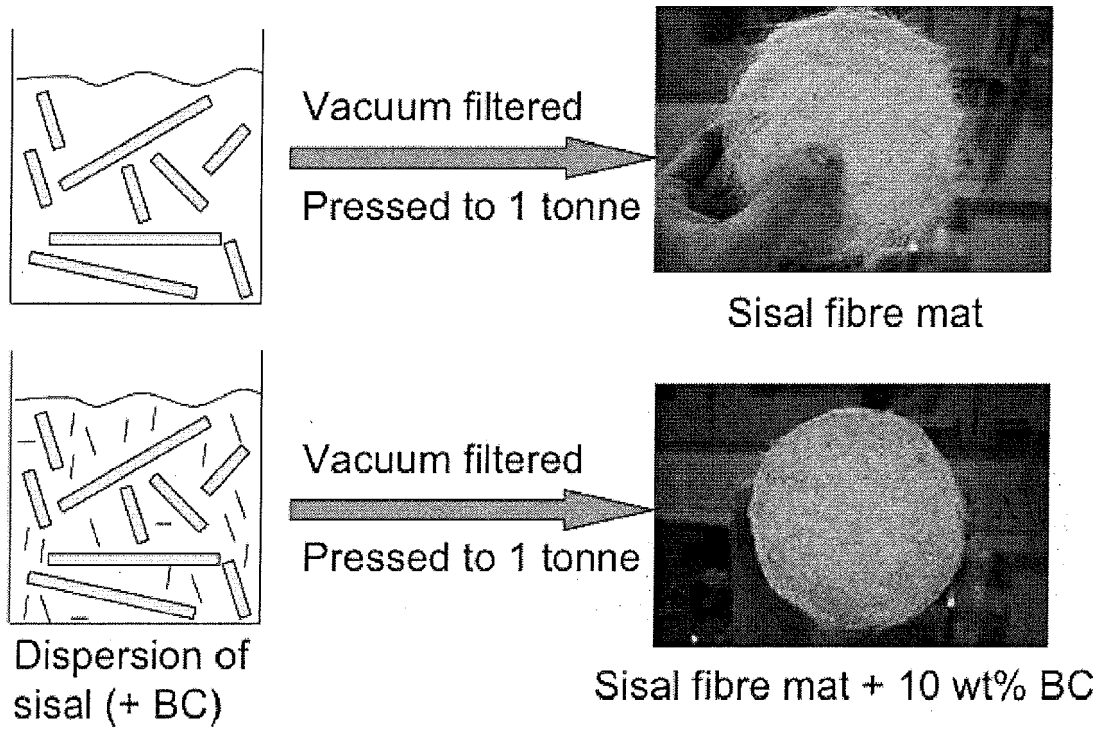 Vacuum filtered
Pressed to 1 tonne
Sisal fibre mat
Vacuum filtered
Pressed to 1 tonne
Dispersion of
sisal (+ BC)
Sisal fibre mat + 10 wt% BC